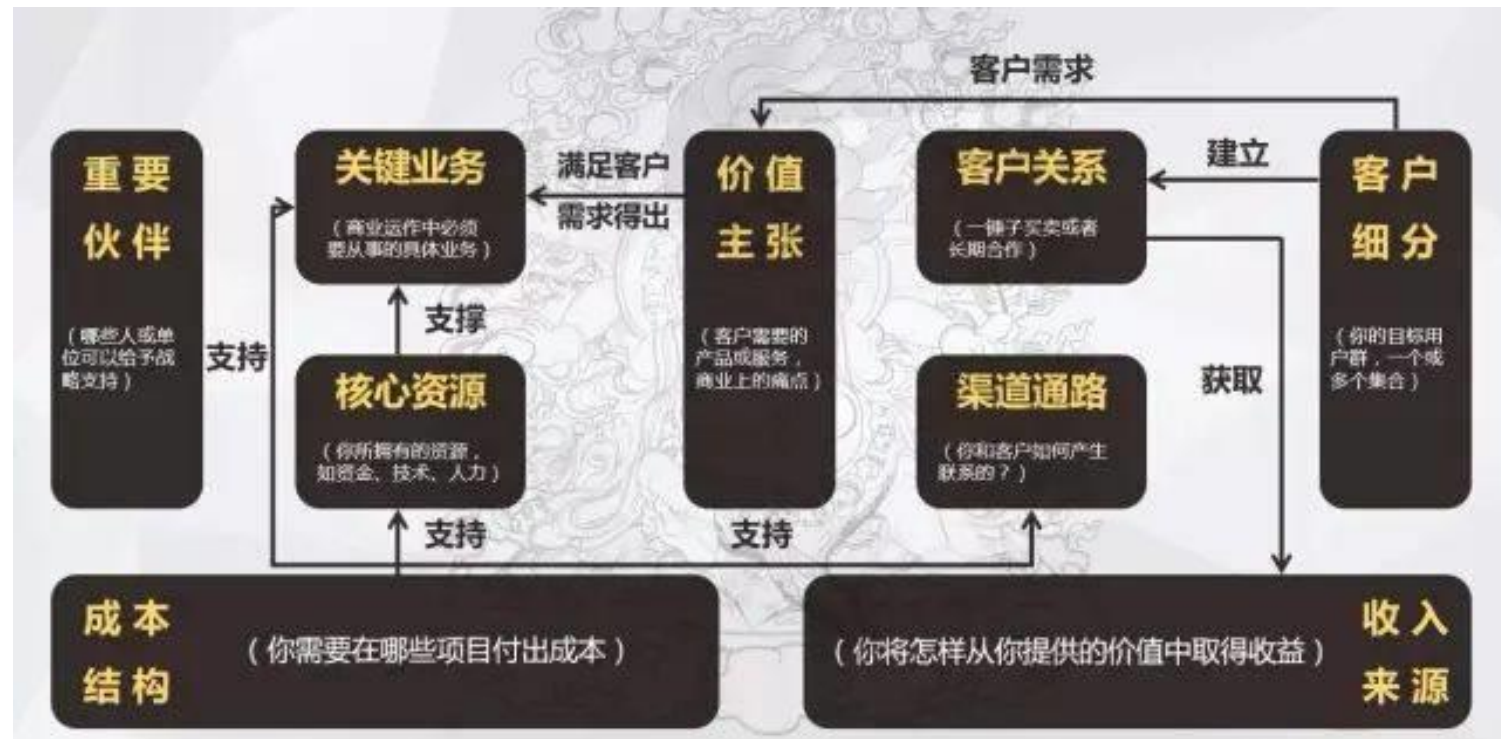 客户需求
重要
伙伴
（哪些人或单
位可以给予战
略支持）
支持
关键业务
（商业运作中必须
要从事的具体业务）
支撑
核心资源
（你所拥有的资源，
如资金、技术、人力）
支持
满足客户
需求得出
价值
主张
（客户需要的
产品或服务，
商业上的痛点）
支持
客户关系
（一锤子买卖或者
长期合作）
渠道通路
（你和客户如何产生
联系的？）
建立
获取
客户
细分
（你的目标用
户群，一个或
多个集合）
成本
结构
（你需要在哪些项目付出成本）
（你将怎样从你提供的价值中取得收益）
收入
来源